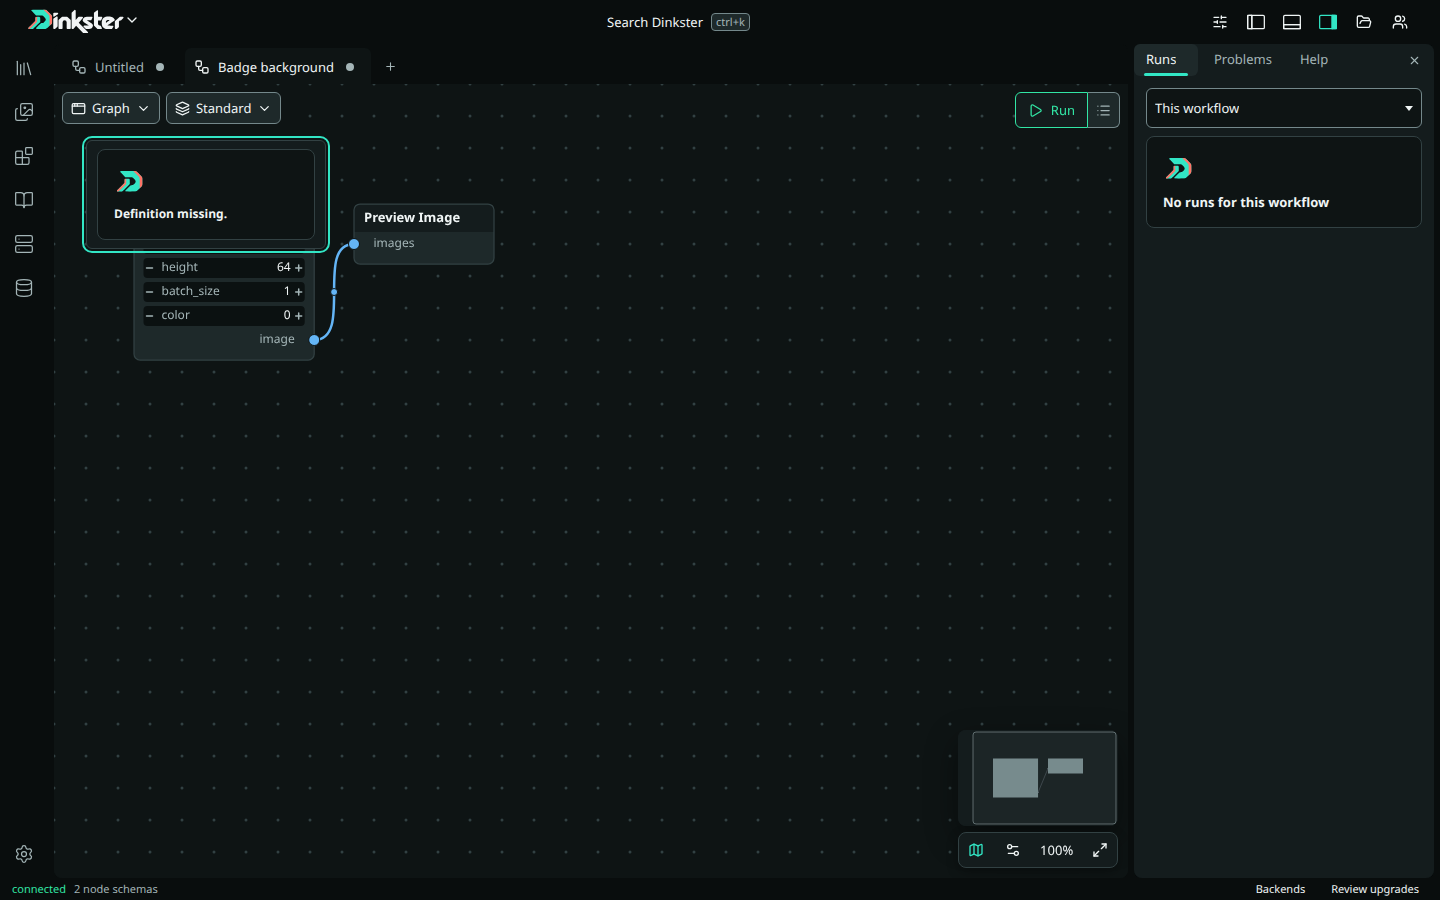 Dinkster
Search Dinkster ctrl+k
Untitled
Badge background
Runs
Problems
Help
Graph
Standard
Run
This workflow
No runs for this workflow
Definition missing.
Preview Image
images
height 64
batch_size 1
color 0
image
100%
connected 2 node schemas
Backends
Review upgrades